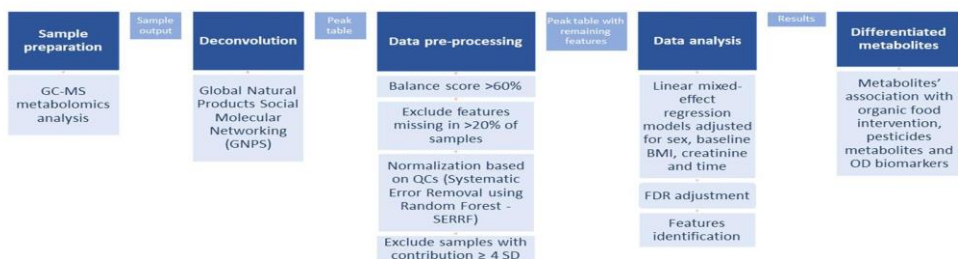 Sample
preparation
GC-MS
metabolomics
analysis
Sample
output
Deconvolution
Global Natural
Products Social
Molecular
Networking
(GNPS)
Peak
table
Data pre-processing
Balance score >60%
Exclude features
missing in >20% of
samples
Normalization based
on QCs (Systematic
Error Removal using
Random Forest -
SERRF)
Exclude samples with
contribution ≥ 4 SD
Peak table with
remaining
features
Data analysis
Linear mixed-
effect
regression
models adjusted
for sex, baseline
BMI, creatinine
and time
FDR adjustment
Features
identification
Results
Differentiated
metabolites
Metabolites'
association with
organic food
intervention,
pesticides
metabolites and
OD biomarkers